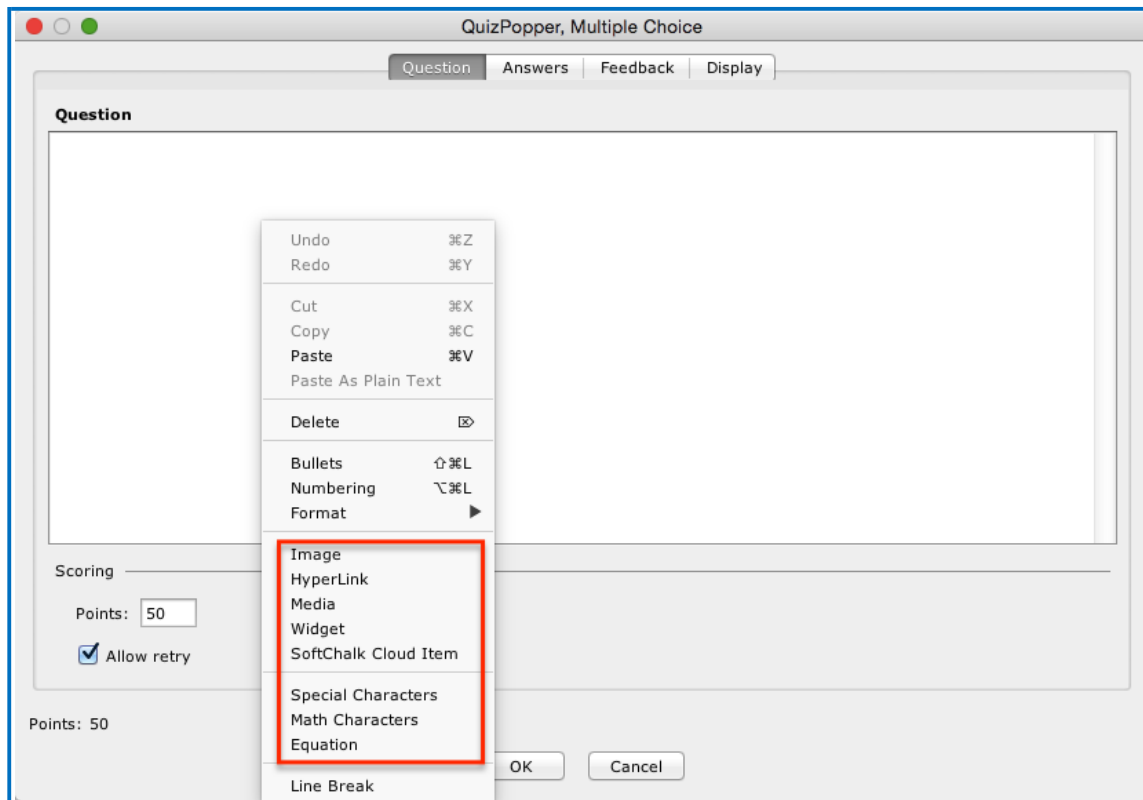 QuizPopper, Multiple Choice
Question Answers Feedback Display
Question
Undo ⌘Z
Redo ⌘Y
Cut ⌘X
Copy ⌘C
Paste ⌘V
Paste As Plain Text
Delete ⌦
Bullets ⇧⌘L
Numbering ⌥⌘L
Format ▶
Image
HyperLink
Media
Widget
SoftChalk Cloud Item
Special Characters
Math Characters
Equation
Line Break
Scoring
Points: 50
Allow retry
Points: 50
OK Cancel